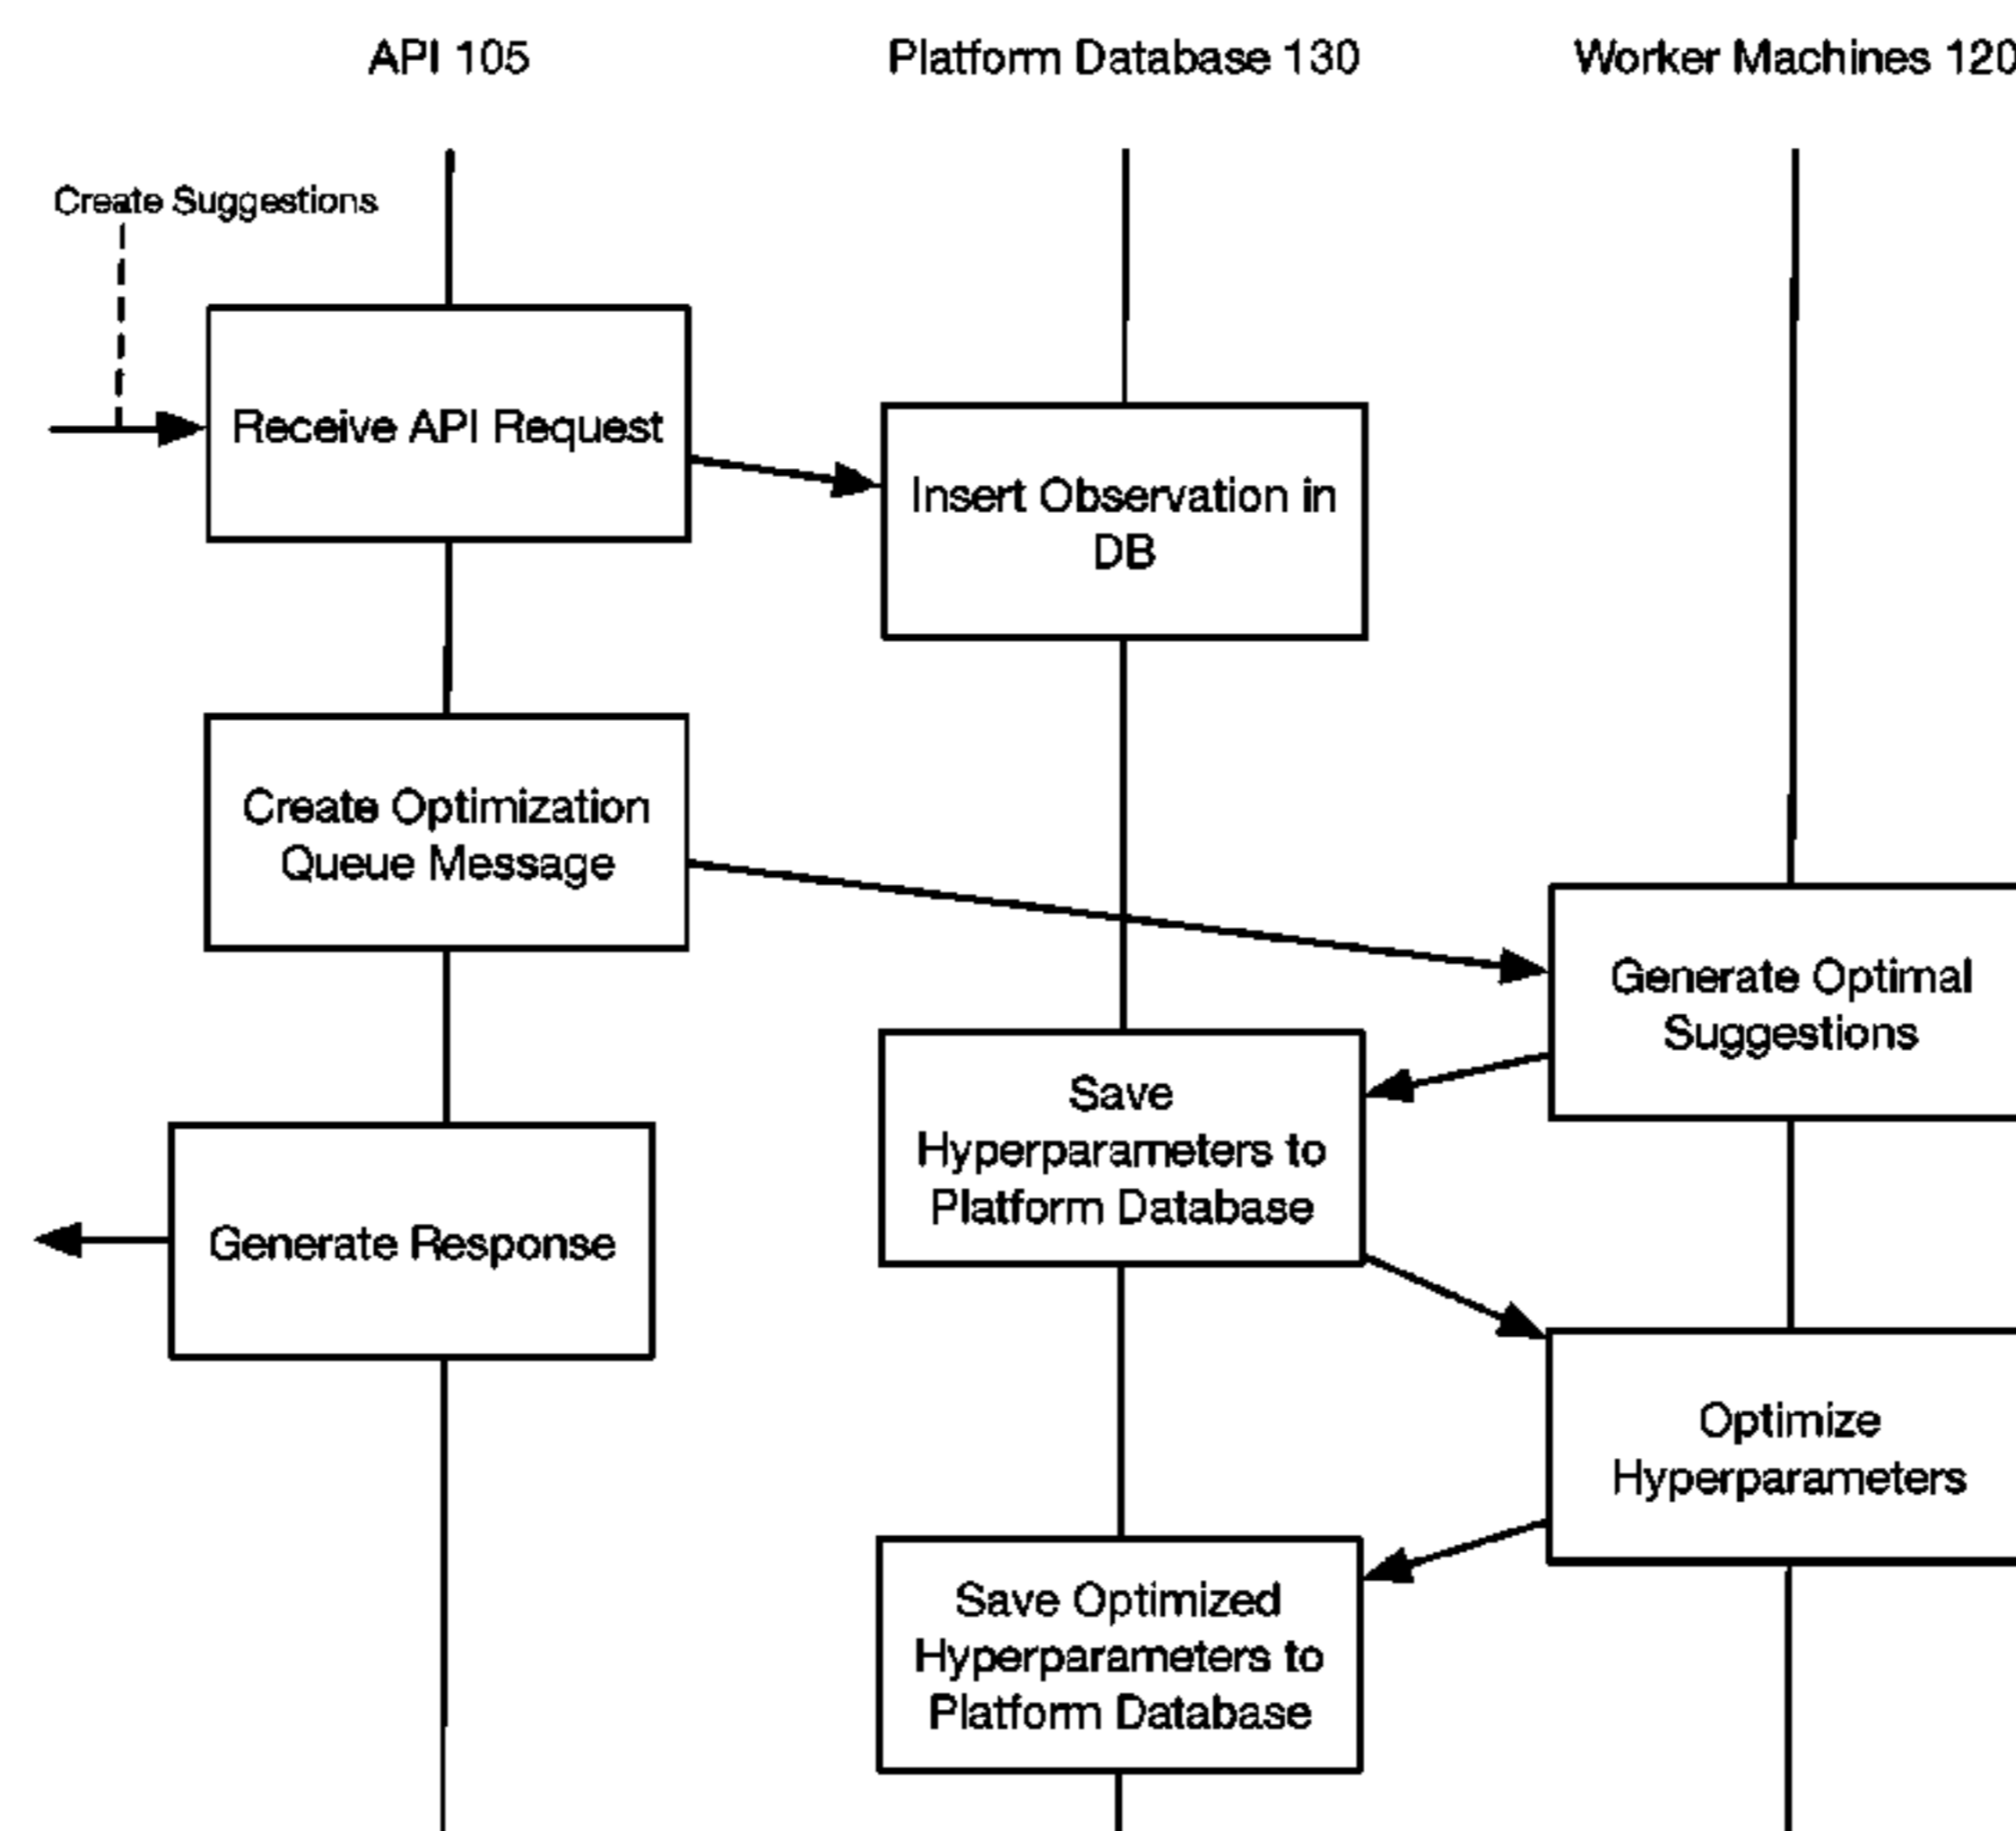 API 105
Platform Database 130
Worker Machines 120
Create Suggestions
Receive API Request
Insert Observation in
DB
Create Optimization
Queue Message
Generate Optimal
Suggestions
Save
Hyperparameters to
Platform Database
Generate Response
Optimize
Hyperparameters
Save Optimized
Hyperparameters to
Platform Database